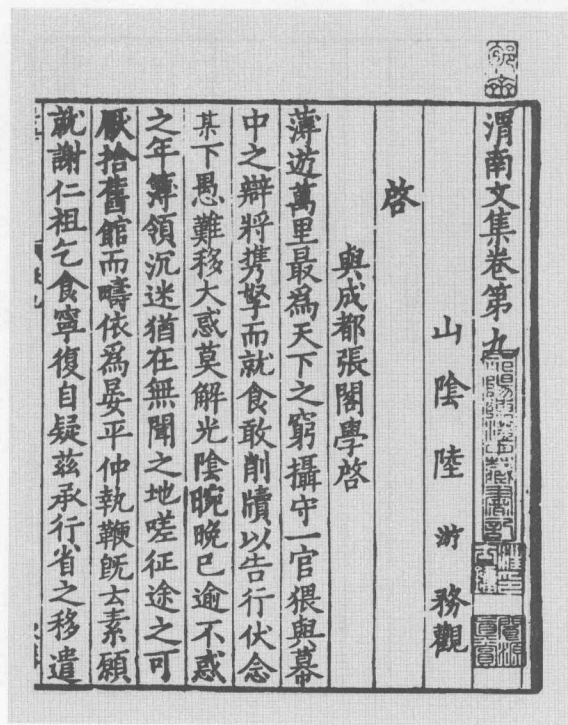 渭南文集卷第九
山陰陸游務觀
啓
與成都張閣學啓
薄遊萬里最爲天下之窮攝守一官猥與幕
中之辯將攜孥而就食敢削牘以告行伏念
某下愚難移大惑莫解光陰晼晚已逾不惑
之年簿領沉迷猶在無聞之地嗟征途之可
厭拾舊館而疇依爲晏平仲執鞭旣云素願
就謝仁祖乞食寧復自疑茲承行省之移遣